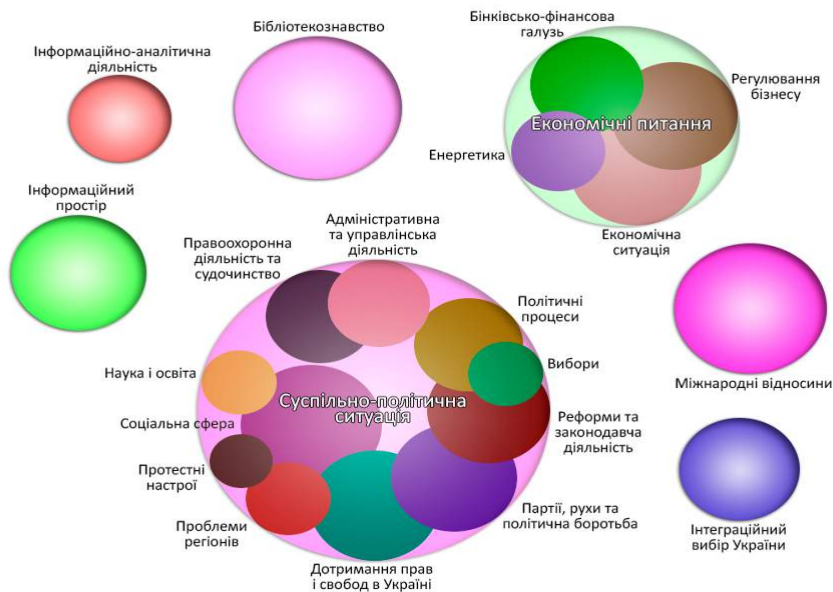 Бібліотекознавство
Бінківсько-фінансова
галузь
Інформаційно-аналітична
діяльність
Регулювання
бізнесу
Економічні питання
Енергетика
Інформаційний
простір
Економічна
ситуація
Адміністративна
та управлінська
діяльність
Правоохоронна
діяльність та
судочинство
Політичні
процеси
Вибори
Наука і освіта
Міжнародні відносини
Суспільно-політична
ситуація
Соціальна сфера
Реформи та
законодавча
діяльність
Протестні
настрої
Партії, рухи та
політична боротьба
Проблеми
регіонів
Інтеграційний
вибір України
Дотримання прав
і свобод в Україні